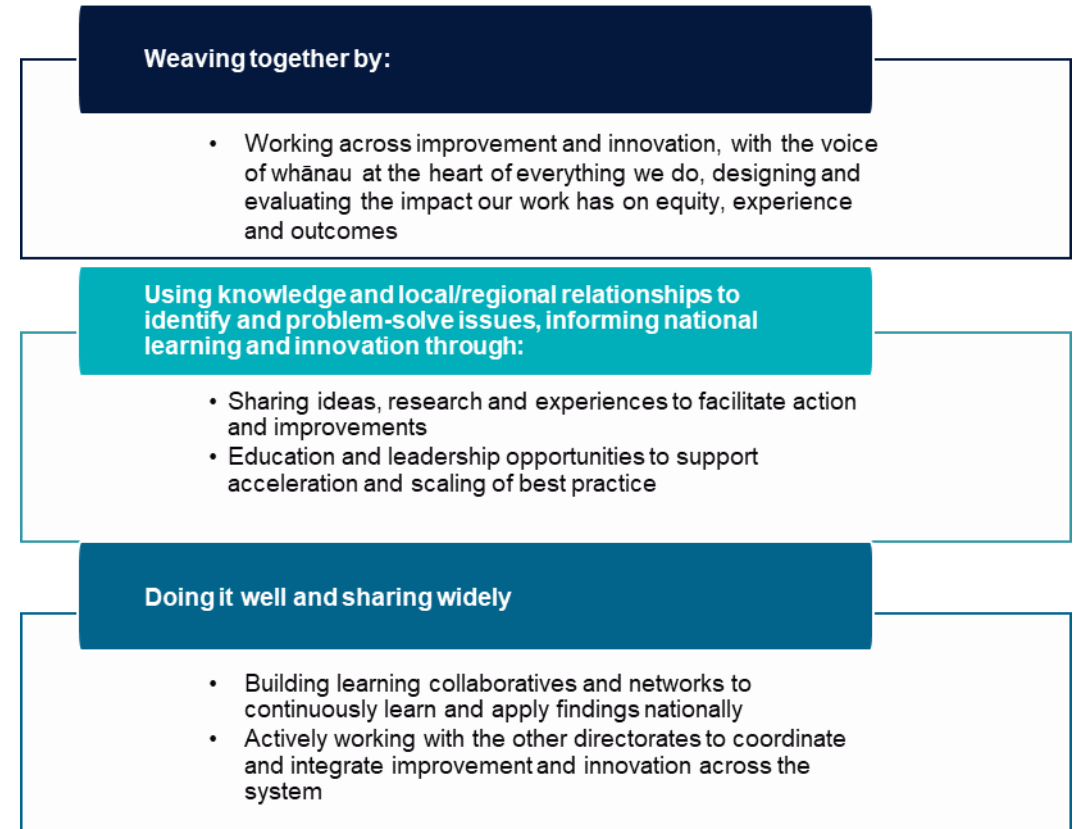 Weaving together by:
• Working across improvement and innovation, with the voice
of whānau at the heart of everything we do, designing and
evaluating the impact our work has on equity, experience
and outcomes
Using knowledge and local/regional relationships to
identify and problem-solve issues, informing national
learning and innovation through:
• Sharing ideas, research and experiences to facilitate action
and improvements
• Education and leadership opportunities to support
acceleration and scaling of best practice
Doing it well and sharing widely
• Building learning collaboratives and networks to
continuously learn and apply findings nationally
• Actively working with the other directorates to coordinate
and integrate improvement and innovation across the
system